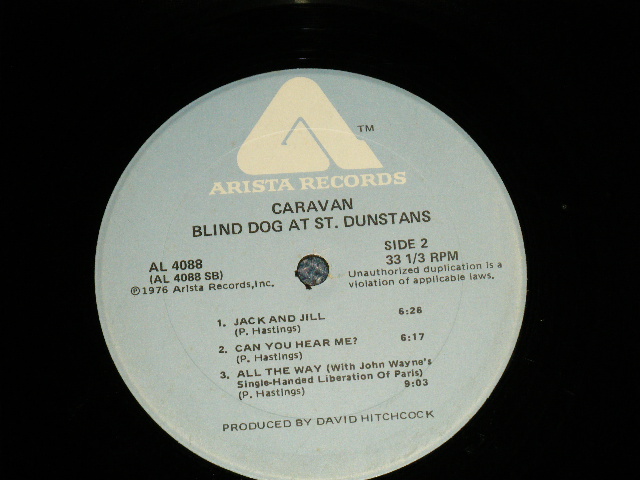 TM
ARISTA RECORDS
CARAVAN
BLIND DOG AT ST. DUNSTANS
AL 4088
(AL 4088 SB)
℗1976 Arista Records,Inc.
SIDE 2
33 1/3 RPM
Unauthorized duplication is a
violation of applicable laws.
1. JACK AND JILL 6:26
(P. Hastings)
2. CAN YOU HEAR ME? 6:17
(P. Hastings)
3. ALL THE WAY (With John Wayne's
Single-Handed Liberation Of Paris)
(P. Hastings) 9:03
PRODUCED BY DAVID HITCHCOCK